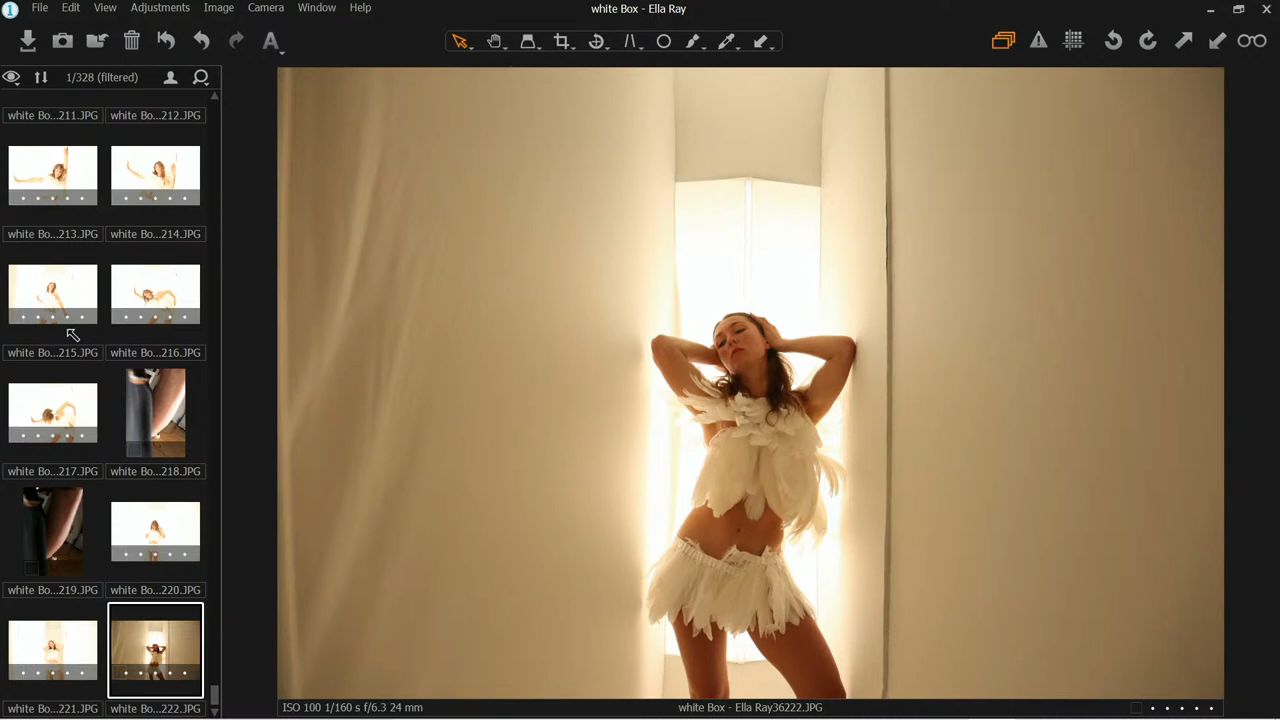 File Edit View Adjustments Image Camera Window Help
white Box - Ella Ray
A
1/328 (filtered)
white Bo...211.JPG white Bo...212.JPG
white Bo...213.JPG white Bo...214.JPG
white Bo...215.JPG white Bo...216.JPG
white Bo...217.JPG white Bo...218.JPG
white Bo...219.JPG white Bo...220.JPG
white Bo...221.JPG white Bo...222.JPG
ISO 100 1/160 s f/6.3 24 mm
white Box - Ella Ray36222.JPG